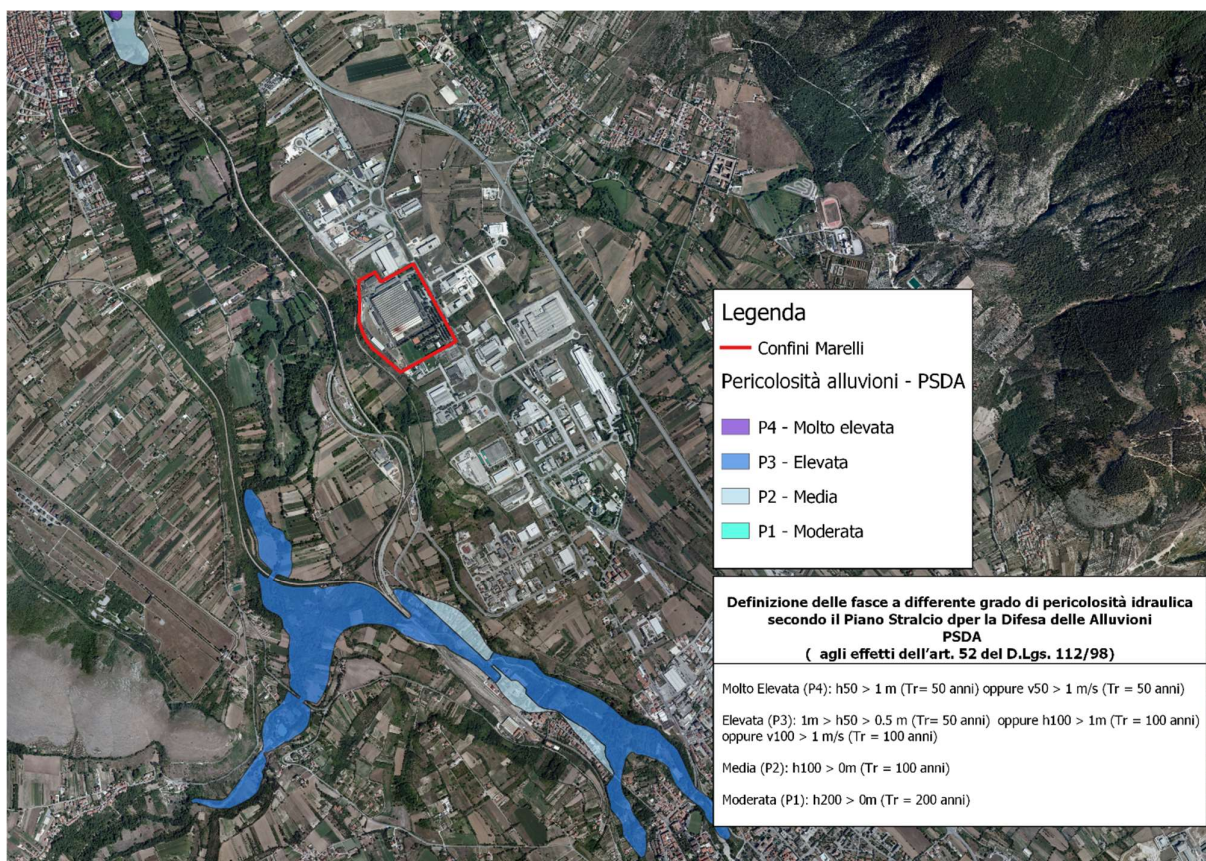 Legenda
Confini Marelli
Pericolosità alluvioni - PSDA
P4 - Molto elevata
P3 - Elevata
P2 - Media
P1 - Moderata
Definizione delle fasce a differente grado di pericolosità idraulica
secondo il Piano Stralcio dper la Difesa delle Alluvioni
PSDA
( agli effetti dell'art. 52 del D.Lgs. 112/98)
Molto Elevata (P4): h50 > 1 m (Tr= 50 anni) oppure v50 > 1 m/s (Tr = 50 anni)
Elevata (P3): 1m > h50 > 0.5 m (Tr= 50 anni) oppure h100 > 1m (Tr = 100 anni)
oppure v100 > 1 m/s (Tr = 100 anni)
Media (P2): h100 > 0m (Tr = 100 anni)
Moderata (P1): h200 > 0m (Tr = 200 anni)